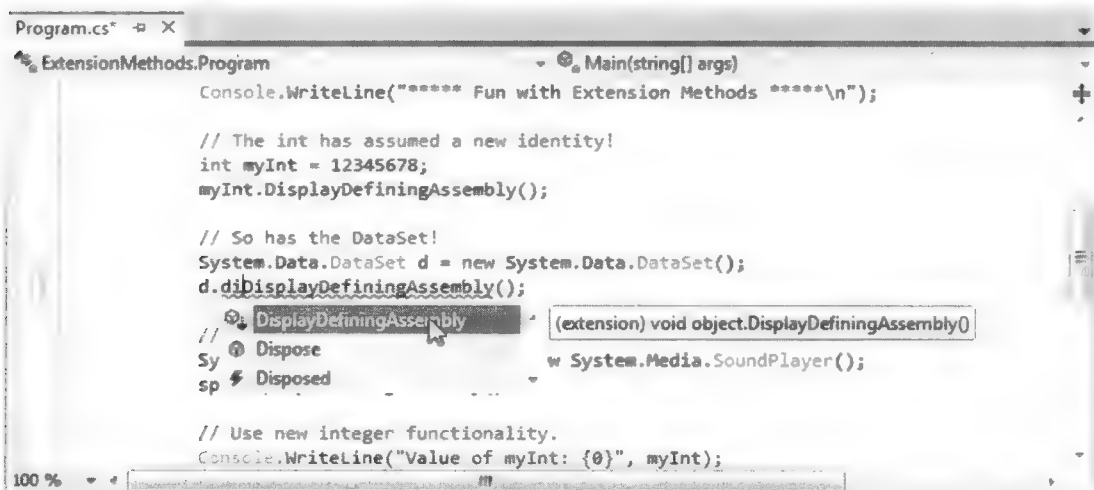 Program.cs*
ExtensionMethods.Program
Main(string[] args)
Console.WriteLine("***** Fun with Extension Methods *****\n");
// The int has assumed a new identity!
int myInt = 12345678;
myInt.DisplayDefiningAssembly();
// So has the DataSet!
System.Data.DataSet d = new System.Data.DataSet();
d.diDisplayDefiningAssembly();
DisplayDefiningAssembly
(extension) void object.DisplayDefiningAssembly()
//
Dispose
Sy
w System.Media.SoundPlayer();
sp
Disposed
// Use new integer functionality.
Console.WriteLine("Value of myInt: {0}", myInt);
100 %